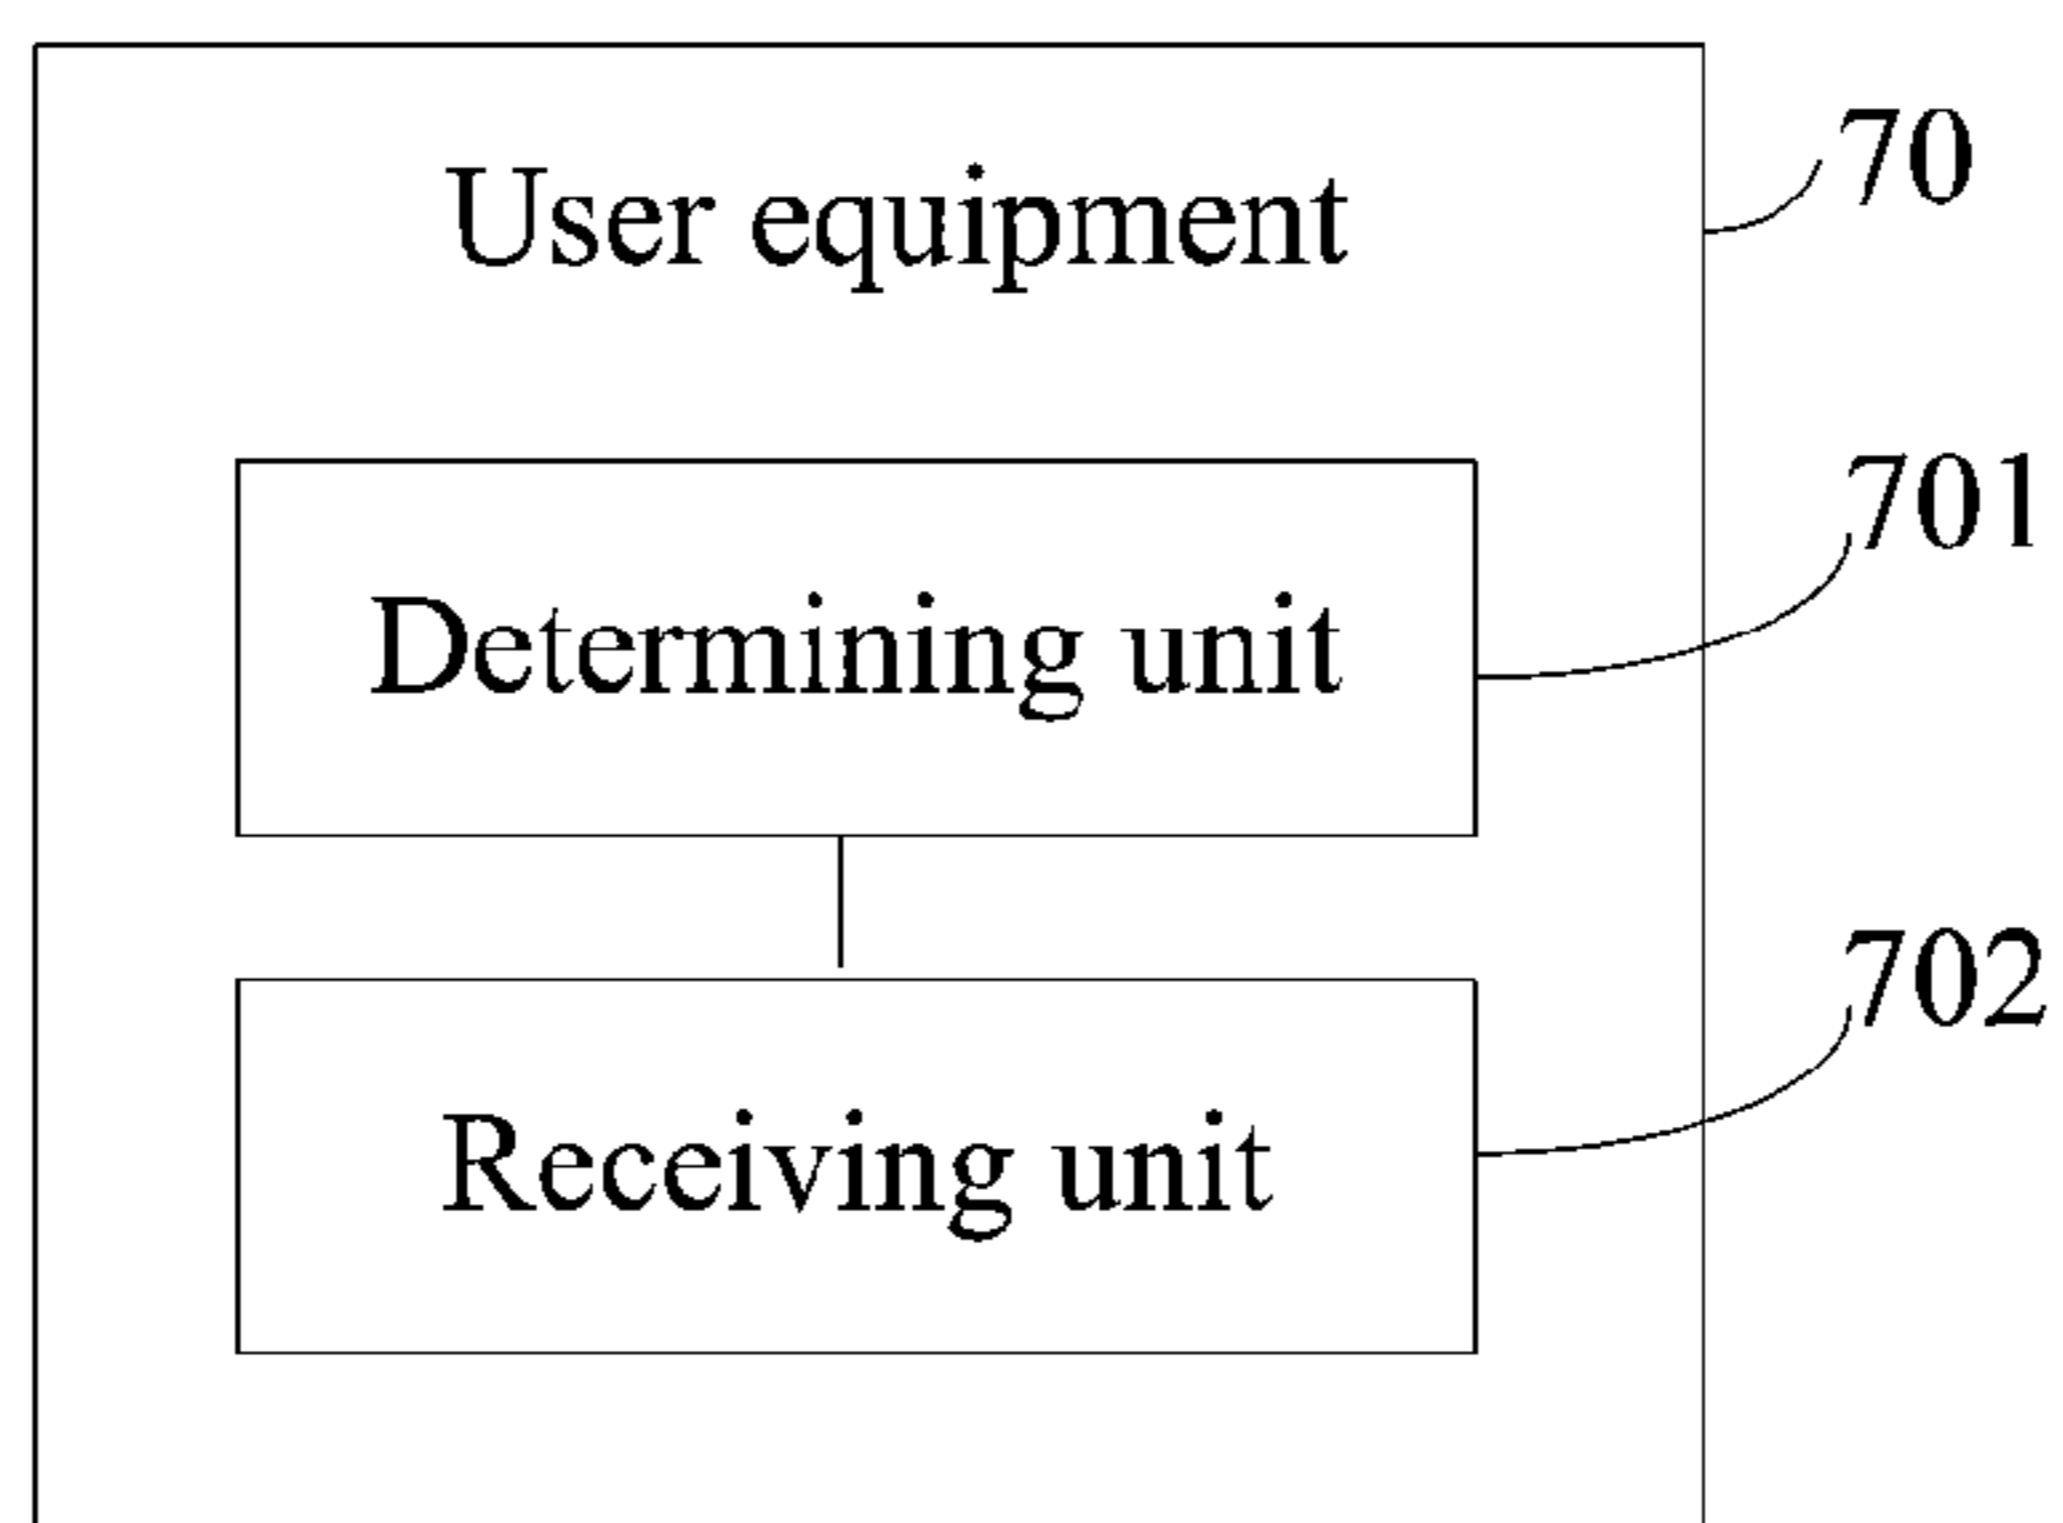 User equipment
70
Determining unit
701
Receiving unit
702